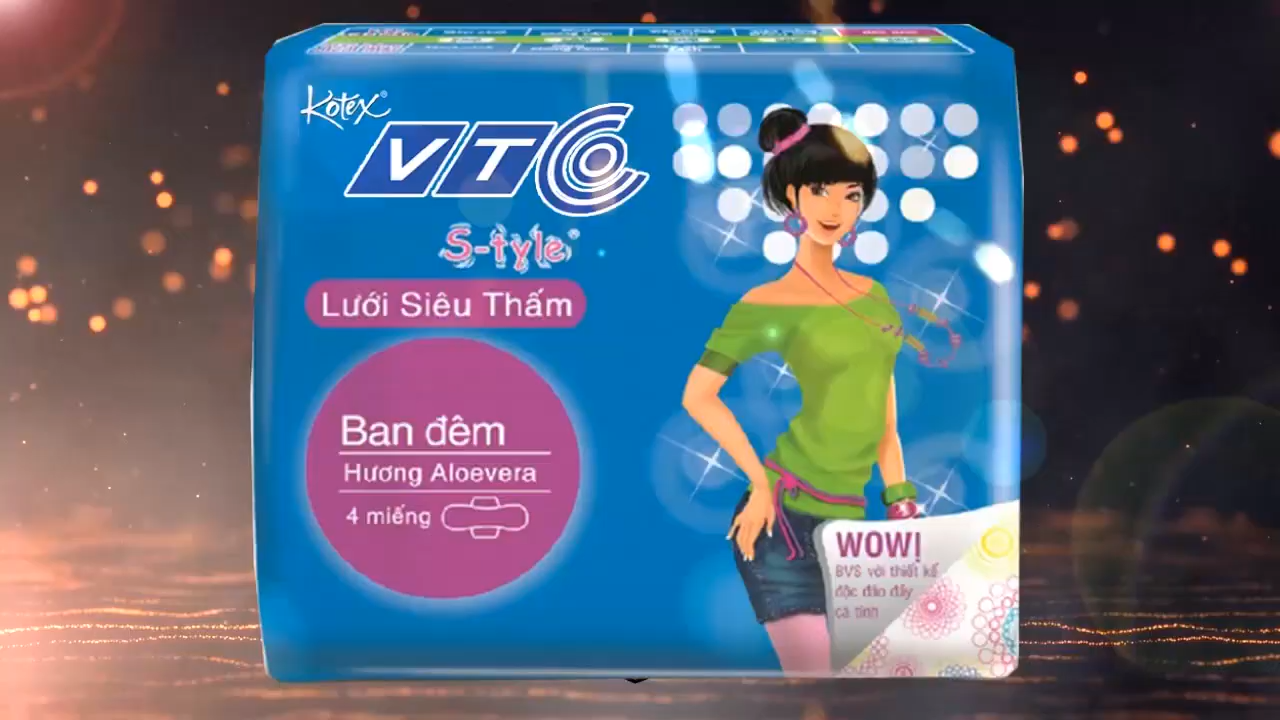 Kotex®
VTC
S-tyle®
Lưới Siêu Thấm
Ban đêm
Hương Aloevera
4 miếng
WOW!
BVS với thiết kế
độc đáo đầy
cá tính